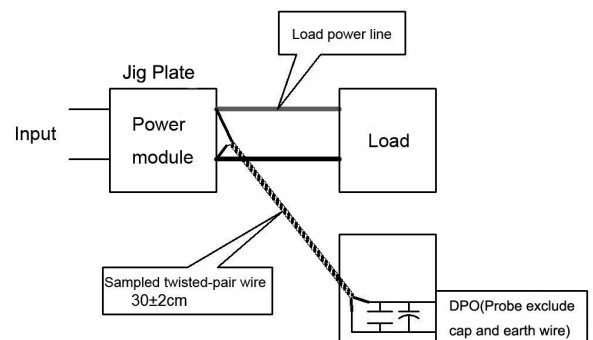 Load power line
Jig Plate
Input
Power
module
Load
Sampled twisted-pair wire
30±2cm
DPO(Probe exclude
cap and earth wire)